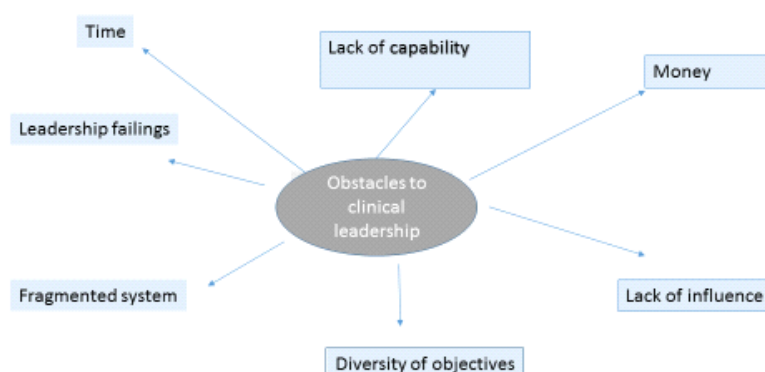 Time
Lack of capability
Money
Leadership failings
Obstacles to
clinical
leadership
Fragmented system
Lack of influence
Diversity of objectives